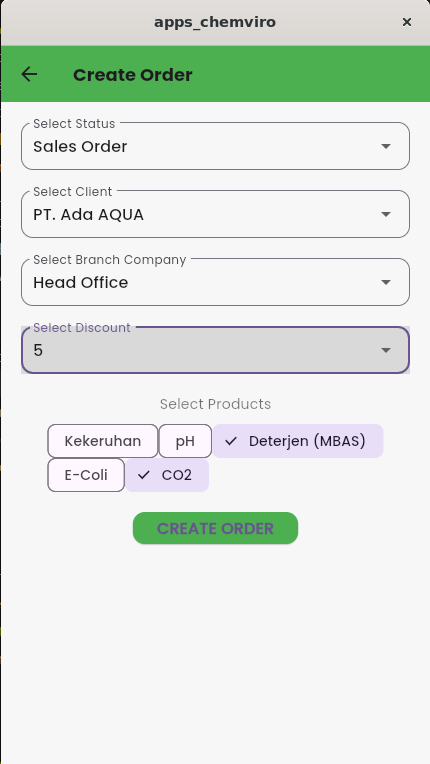 apps_chemviro
Create Order
Select Status
Sales Order
Select Client
PT. Ada AQUA
Select Branch Company
Head Office
Select Discount
5
Select Products
Kekeruhan pH Deterjen (MBAS)
E-Coli CO2
CREATE ORDER